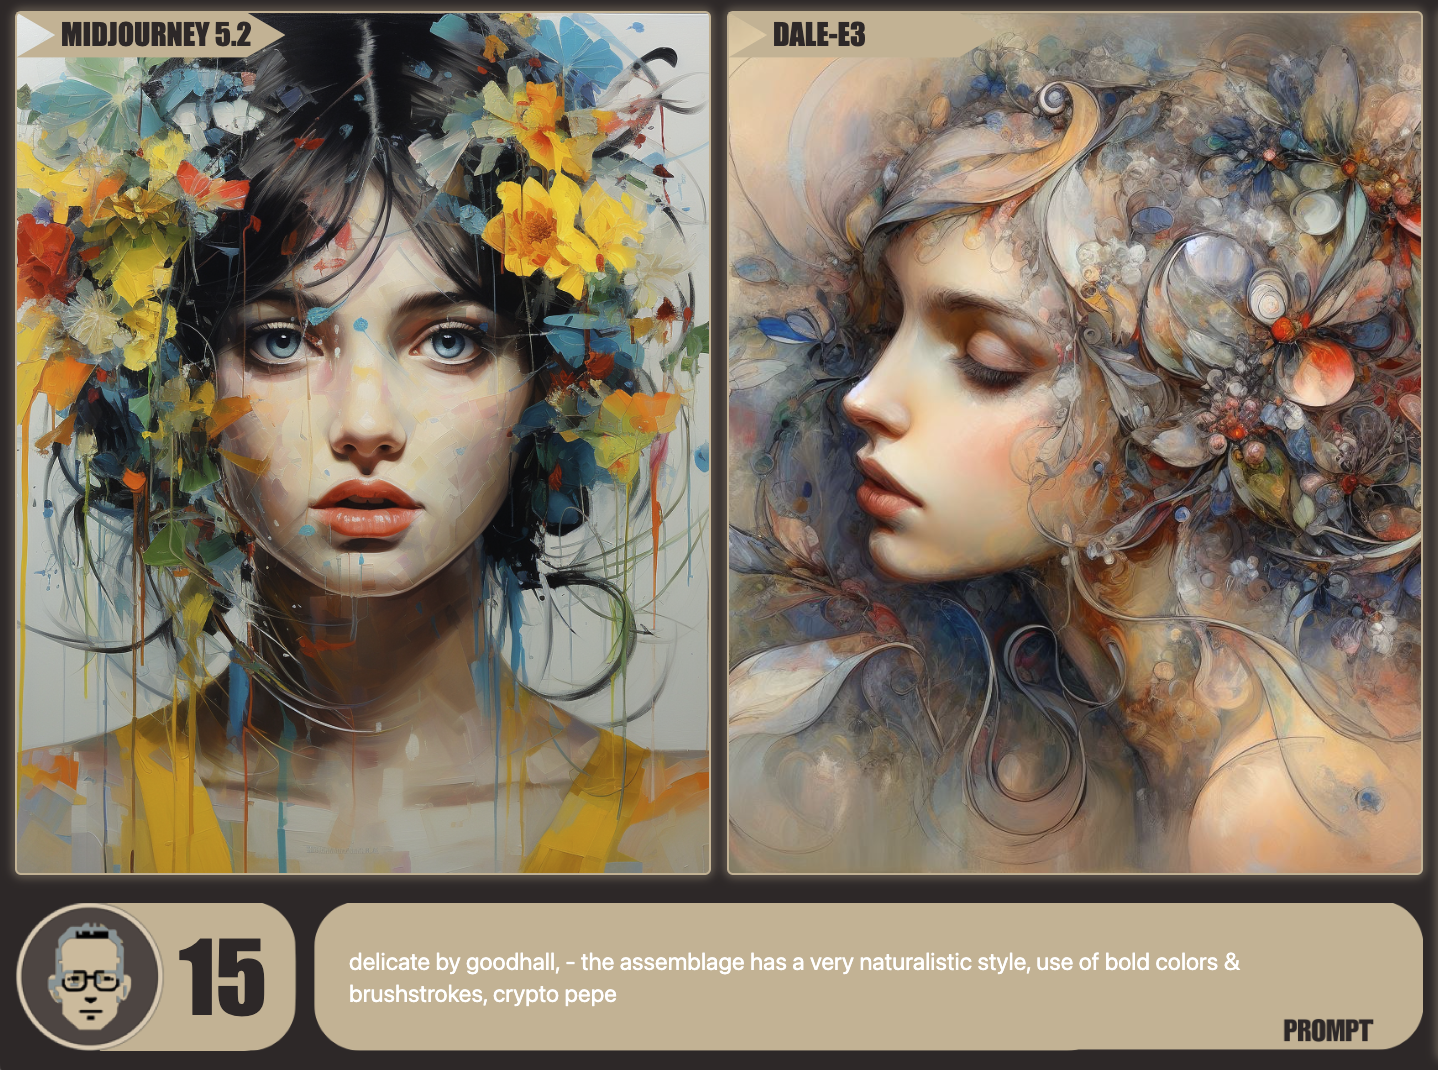 MIDJOURNEY 5.2
DALE-E3
15
delicate by goodhall, - the assemblage has a very naturalistic style, use of bold colors &
brushstrokes, crypto pepe
PROMPT